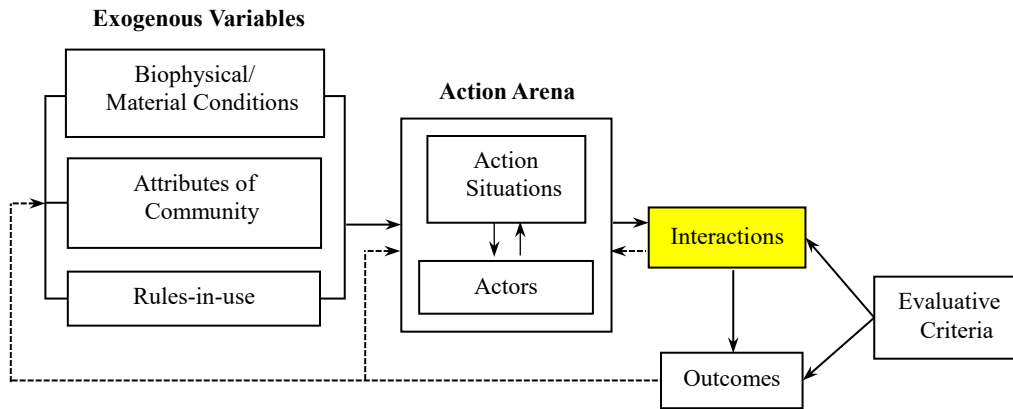 Exogenous Variables
Biophysical/
Material Conditions
Attributes of
Community
Rules-in-use
Action Arena
Action
Situations
Actors
Interactions
Outcomes
Evaluative
Criteria